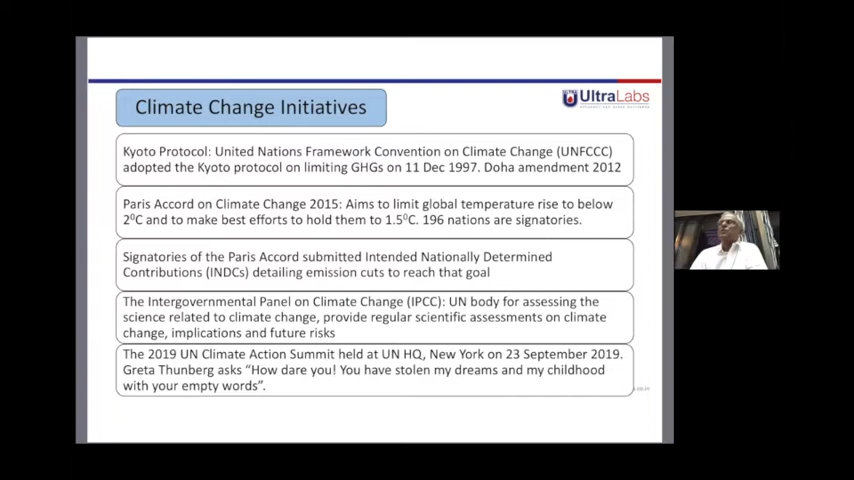 Climate Change Initiatives
UltraLabs
Kyoto Protocol: United Nations Framework Convention on Climate Change (UNFCCC)
adopted the Kyoto protocol on limiting GHGs on 11 Dec 1997. Doha amendment 2012
Paris Accord on Climate Change 2015: Aims to limit global temperature rise to below
2⁰C and to make best efforts to hold them to 1.5⁰C. 196 nations are signatories.
Signatories of the Paris Accord submitted Intended Nationally Determined
Contributions (INDCs) detailing emission cuts to reach that goal
The Intergovernmental Panel on Climate Change (IPCC): UN body for assessing the
science related to climate change, provide regular scientific assessments on climate
change, implications and future risks
The 2019 UN Climate Action Summit held at UN HQ, New York on 23 September 2019.
Greta Thunberg asks “How dare you! You have stolen my dreams and my childhood
with your empty words”.